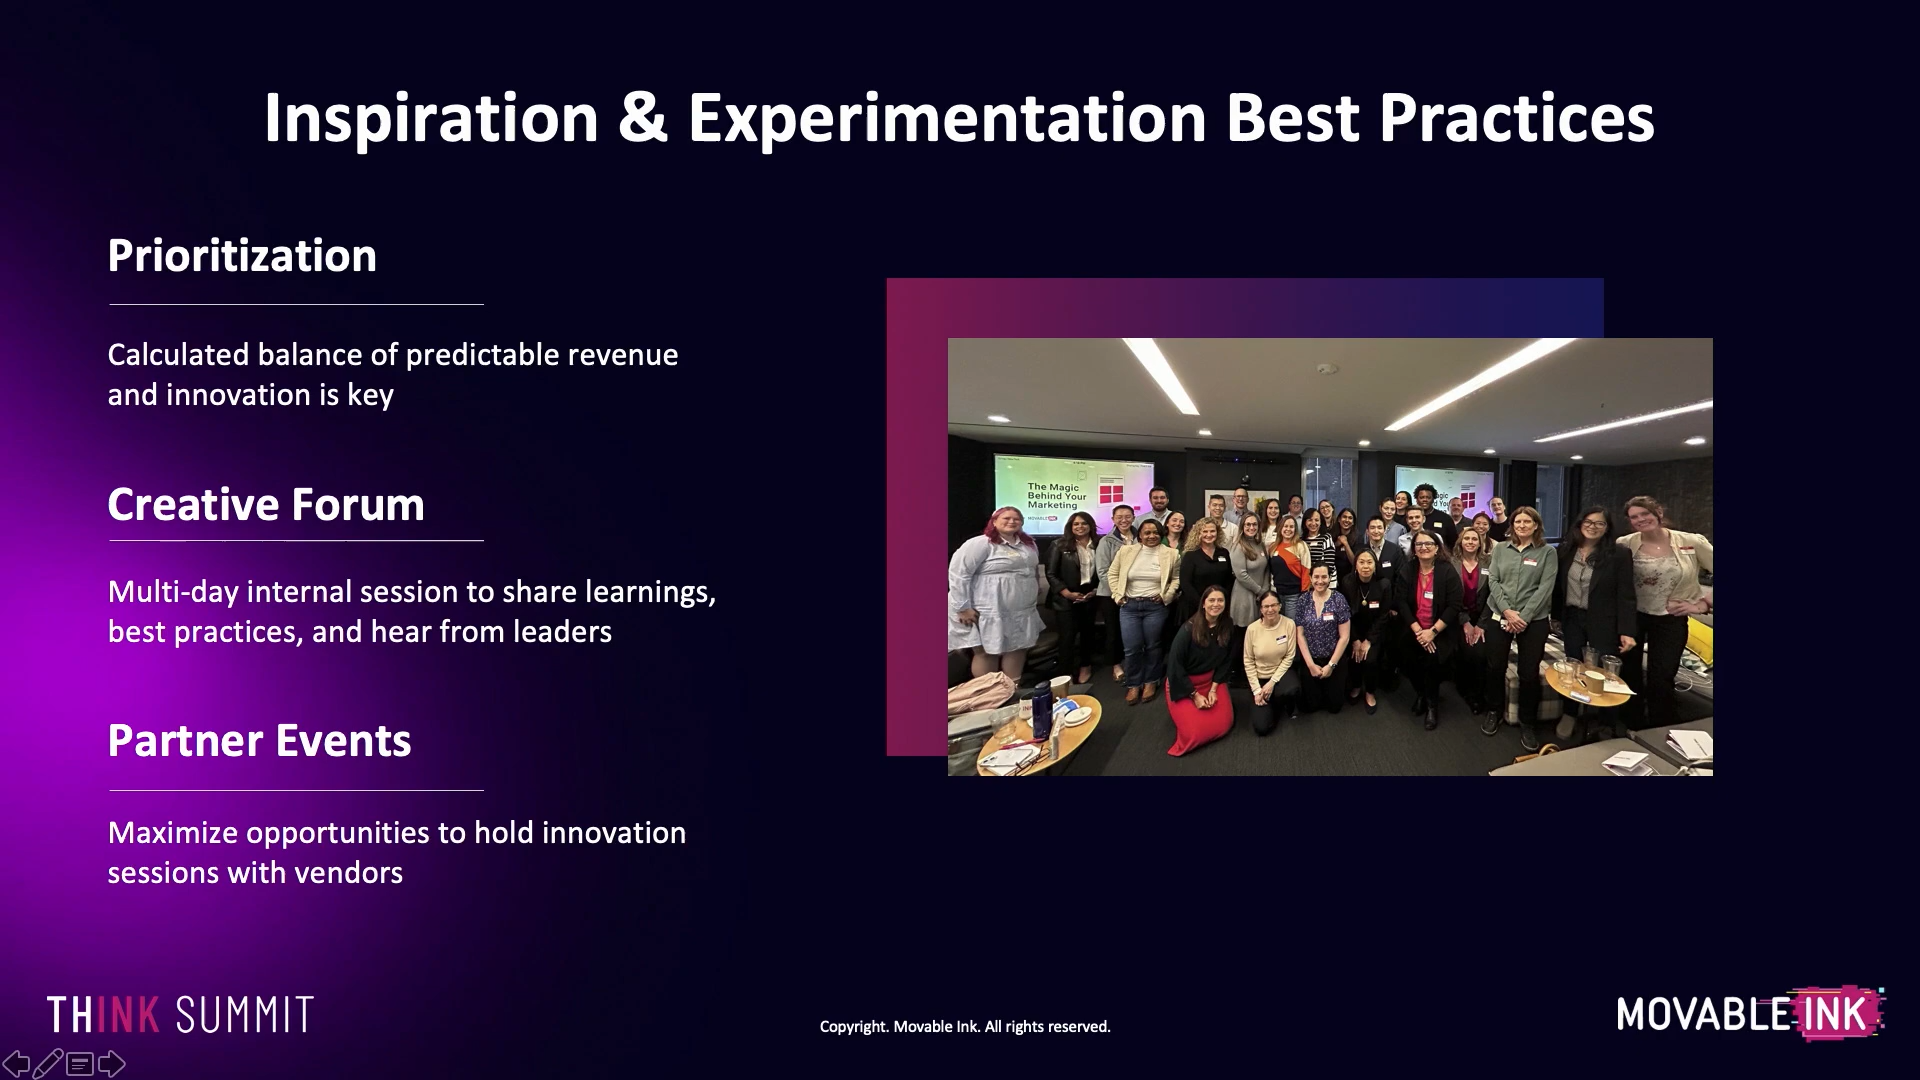 Inspiration & Experimentation Best Practices
Prioritization
Calculated balance of predictable revenue
and innovation is key
Creative Forum
Multi-day internal session to share learnings,
best practices, and hear from leaders
Partner Events
Maximize opportunities to hold innovation
sessions with vendors
The Magic
Behind Your
Marketing
MOVABLE INK
THINK SUMMIT
Copyright. Movable Ink. All rights reserved.
MOVABLE INK